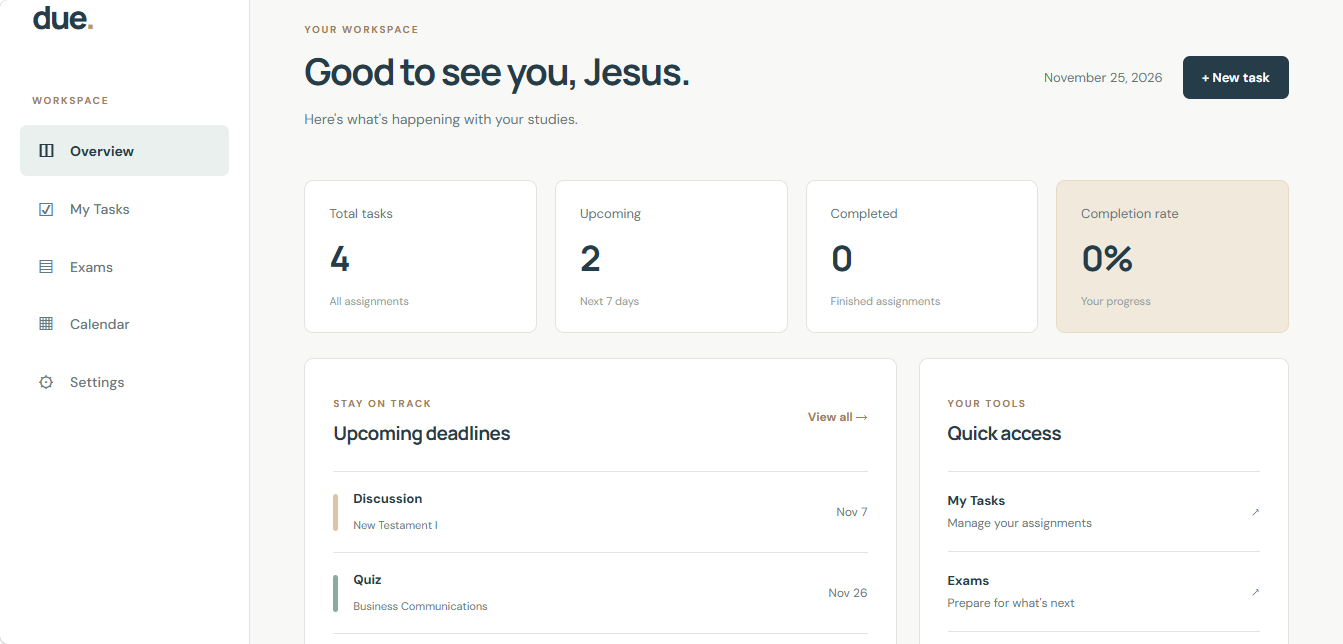 due.
WORKSPACE
Overview
My Tasks
Exams
Calendar
Settings
YOUR WORKSPACE
Good to see you, Jesus.
Here's what's happening with your studies.
November 25, 2026
+ New task
Total tasks
4
All assignments
Upcoming
2
Next 7 days
Completed
0
Finished assignments
Completion rate
0%
Your progress
STAY ON TRACK
Upcoming deadlines
View all →
Discussion
New Testament I
Nov 7
Quiz
Business Communications
Nov 26
YOUR TOOLS
Quick access
My Tasks
Manage your assignments
↗
Exams
Prepare for what's next
↗